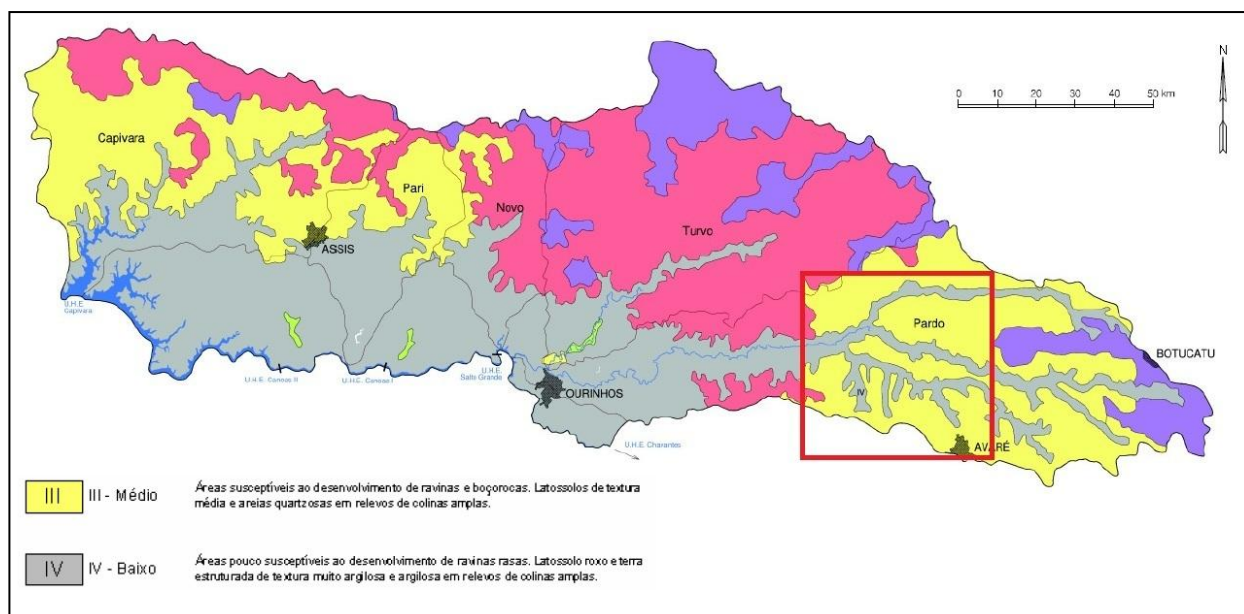 N
0 10 20 30 40 50 km
Capivara
Pari
Novo
Turvo
ASSIS
U.H.E.
Capivara
Pardo
BOTUCATU
U.H.E.
Salto Grande
IV
U.H.E. Canoas II
U.H.E. Canoas I
OURINHOS
AVARÉ
U.H.E. Chavantes
III
III - Médio
Áreas susceptíveis ao desenvolvimento de ravinas e boçorocas. Latossolos de textura
média e areias quartzosas em relevos de colinas amplas.
IV
IV - Baixo
Áreas pouco susceptíveis ao desenvolvimento de ravinas rasas. Latossolo roxo e terra
estruturada de textura muito argilosa e argilosa em relevos de colinas amplas.